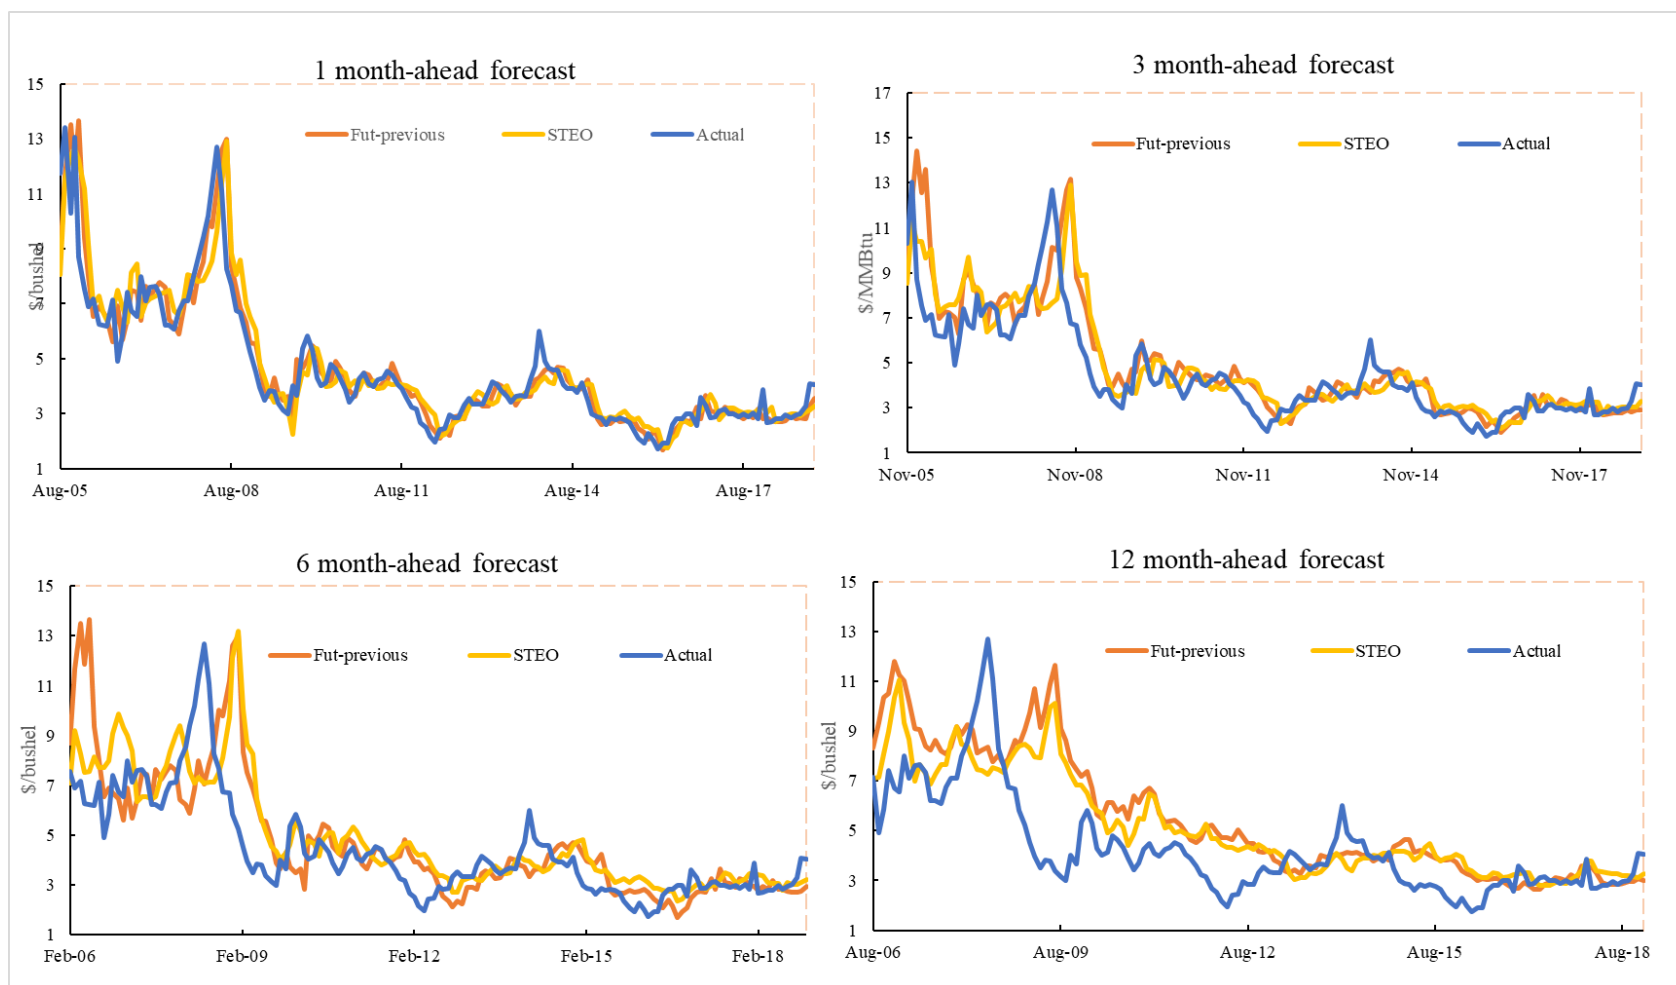 1 month-ahead forecast
15
13
11
9
7
5
3
1
$/bushel
Fut-previous
STEO
Actual
Aug-05
Aug-08
Aug-11
Aug-14
Aug-17
3 month-ahead forecast
17
15
13
11
9
7
5
3
1
$/MMBtu
Fut-previous
STEO
Actual
Nov-05
Nov-08
Nov-11
Nov-14
Nov-17
6 month-ahead forecast
15
13
11
9
7
5
3
1
$/bushel
Fut-previous
STEO
Actual
Feb-06
Feb-09
Feb-12
Feb-15
Feb-18
12 month-ahead forecast
15
13
11
9
7
5
3
1
$/bushel
Fut-previous
STEO
Actual
Aug-06
Aug-09
Aug-12
Aug-15
Aug-18